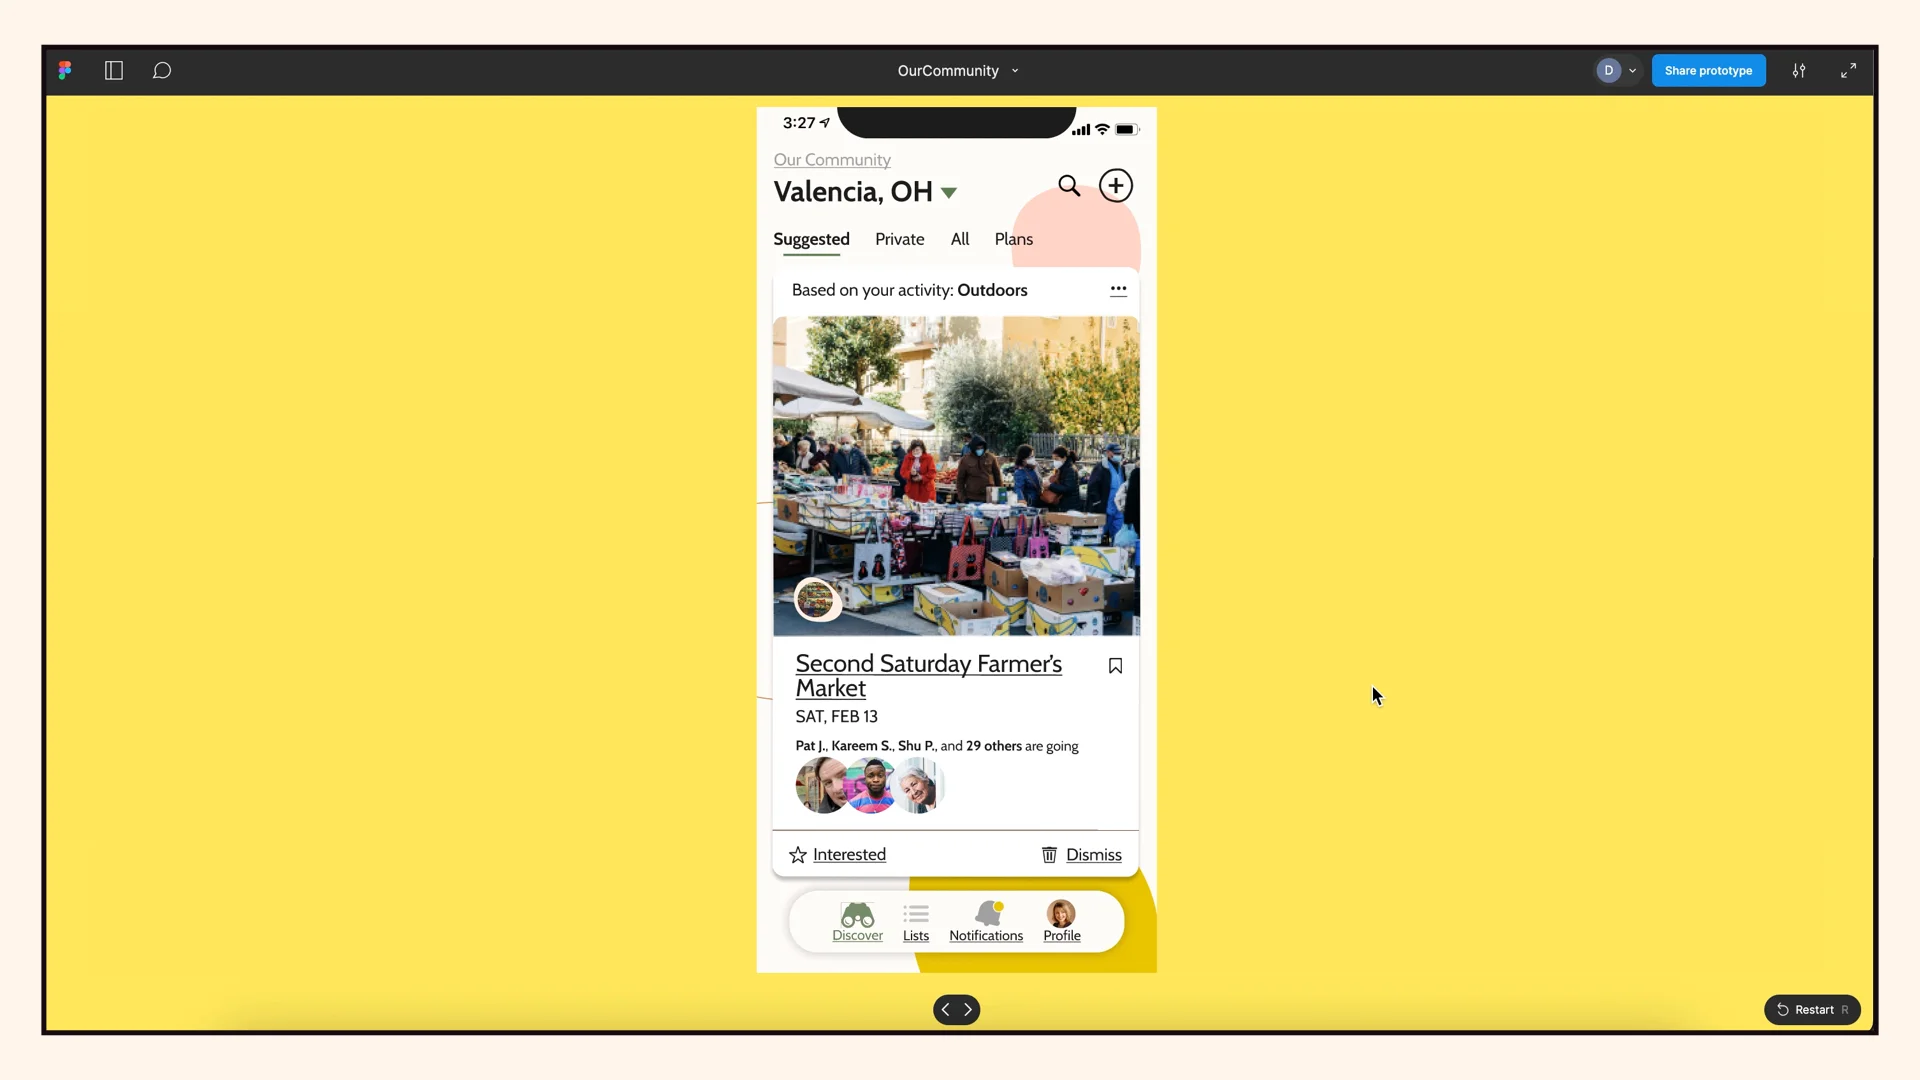 OurCommunity
D
Share prototype
3:27
Our Community
Valencia, OH
Suggested Private All Plans
Based on your activity: Outdoors
Second Saturday Farmer's
Market
SAT, FEB 13
Pat J., Kareem S., Shu P., and 29 others are going
Interested Dismiss
Discover Lists Notifications Profile
Restart R